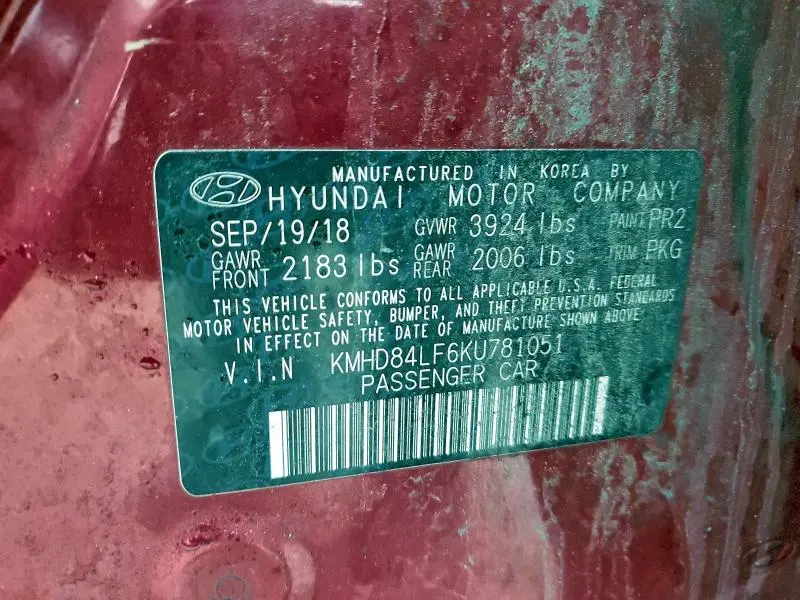 MANUFACTURED IN KOREA BY
HYUNDAI MOTOR COMPANY
SEP/19/18 GVWR 3924 lbs PAINT PR2
GAWR FRONT 2183 lbs GAWR REAR 2006 lbs TRIM PKG
THIS VEHICLE CONFORMS TO ALL APPLICABLE U.S.A. FEDERAL
MOTOR VEHICLE SAFETY, BUMPER, AND THEFT PREVENTION STANDARDS
IN EFFECT ON THE DATE OF MANUFACTURE SHOWN ABOVE.
V.I.N KMHD84LF6KU781051
PASSENGER CAR